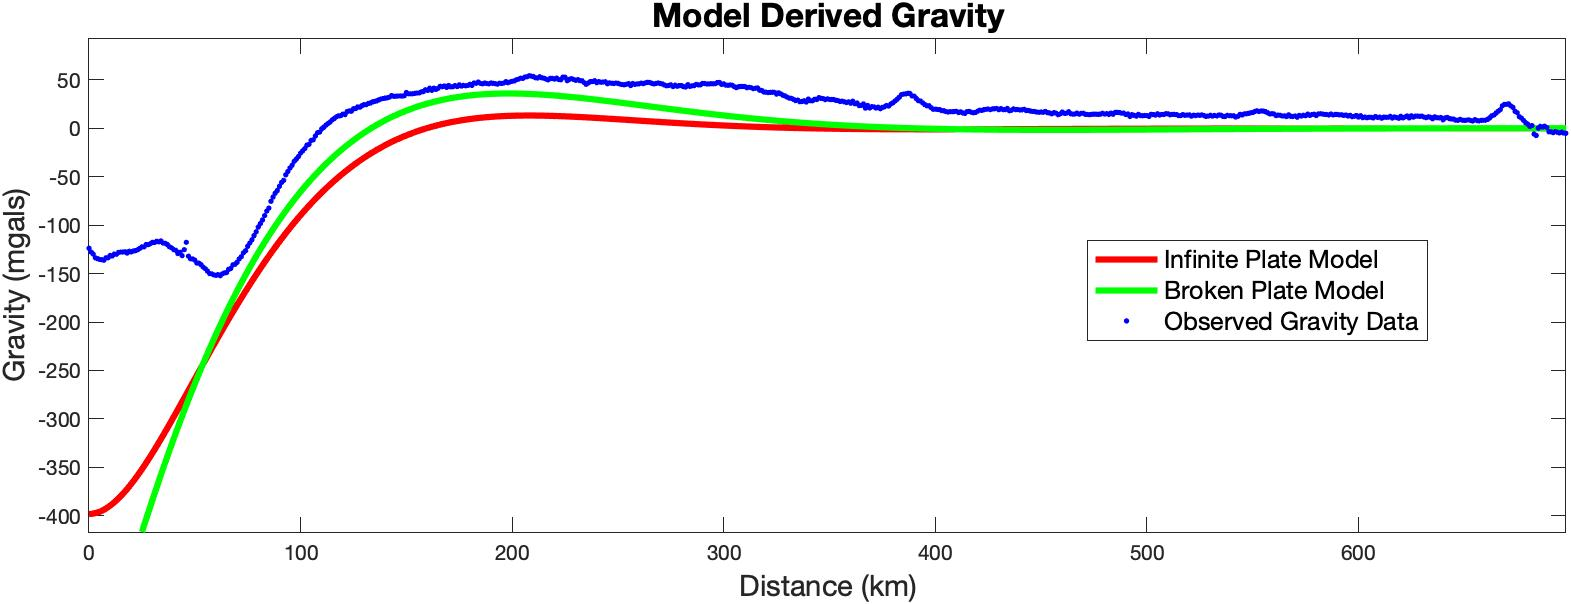 Model Derived Gravity
Gravity (mgals)
50
0
-50
-100
-150
-200
-250
-300
-350
-400
Infinite Plate Model
Broken Plate Model
Observed Gravity Data
0 100 200 300 400 500 600
Distance (km)